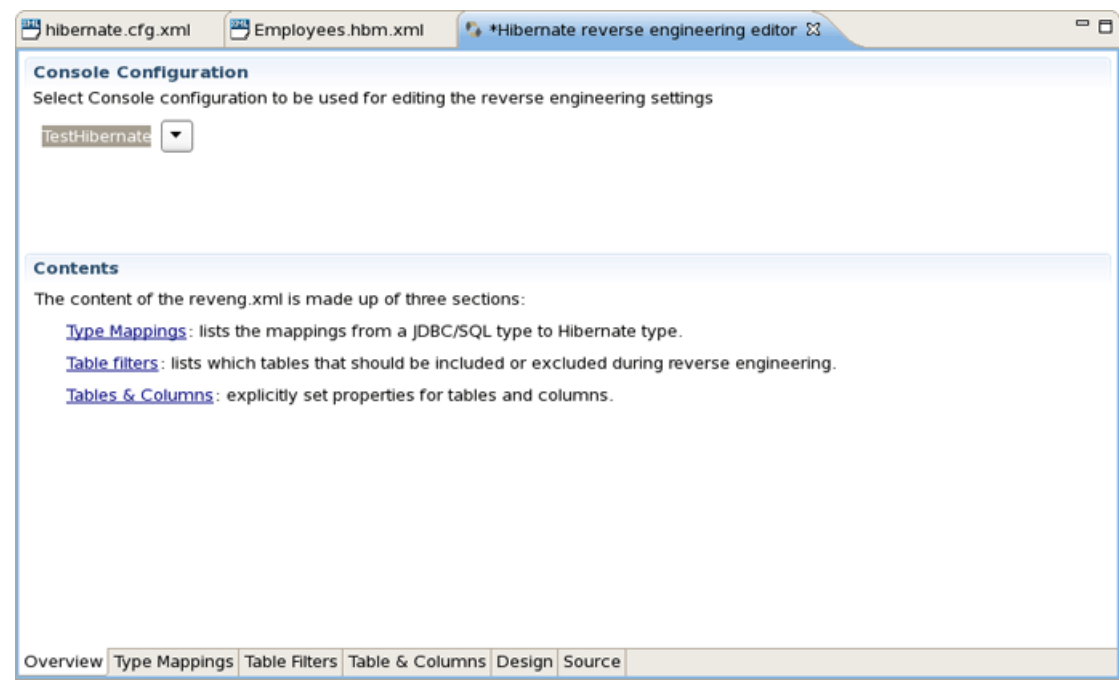 hibernate.cfg.xml Employees.hbm.xml *Hibernate reverse engineering editor
Console Configuration
Select Console configuration to be used for editing the reverse engineering settings
TestHibernate
Contents
The content of the reveng.xml is made up of three sections:
Type Mappings: lists the mappings from a JDBC/SQL type to Hibernate type.
Table filters: lists which tables that should be included or excluded during reverse engineering.
Tables & Columns: explicitly set properties for tables and columns.
Overview Type Mappings Table Filters Table & Columns Design Source